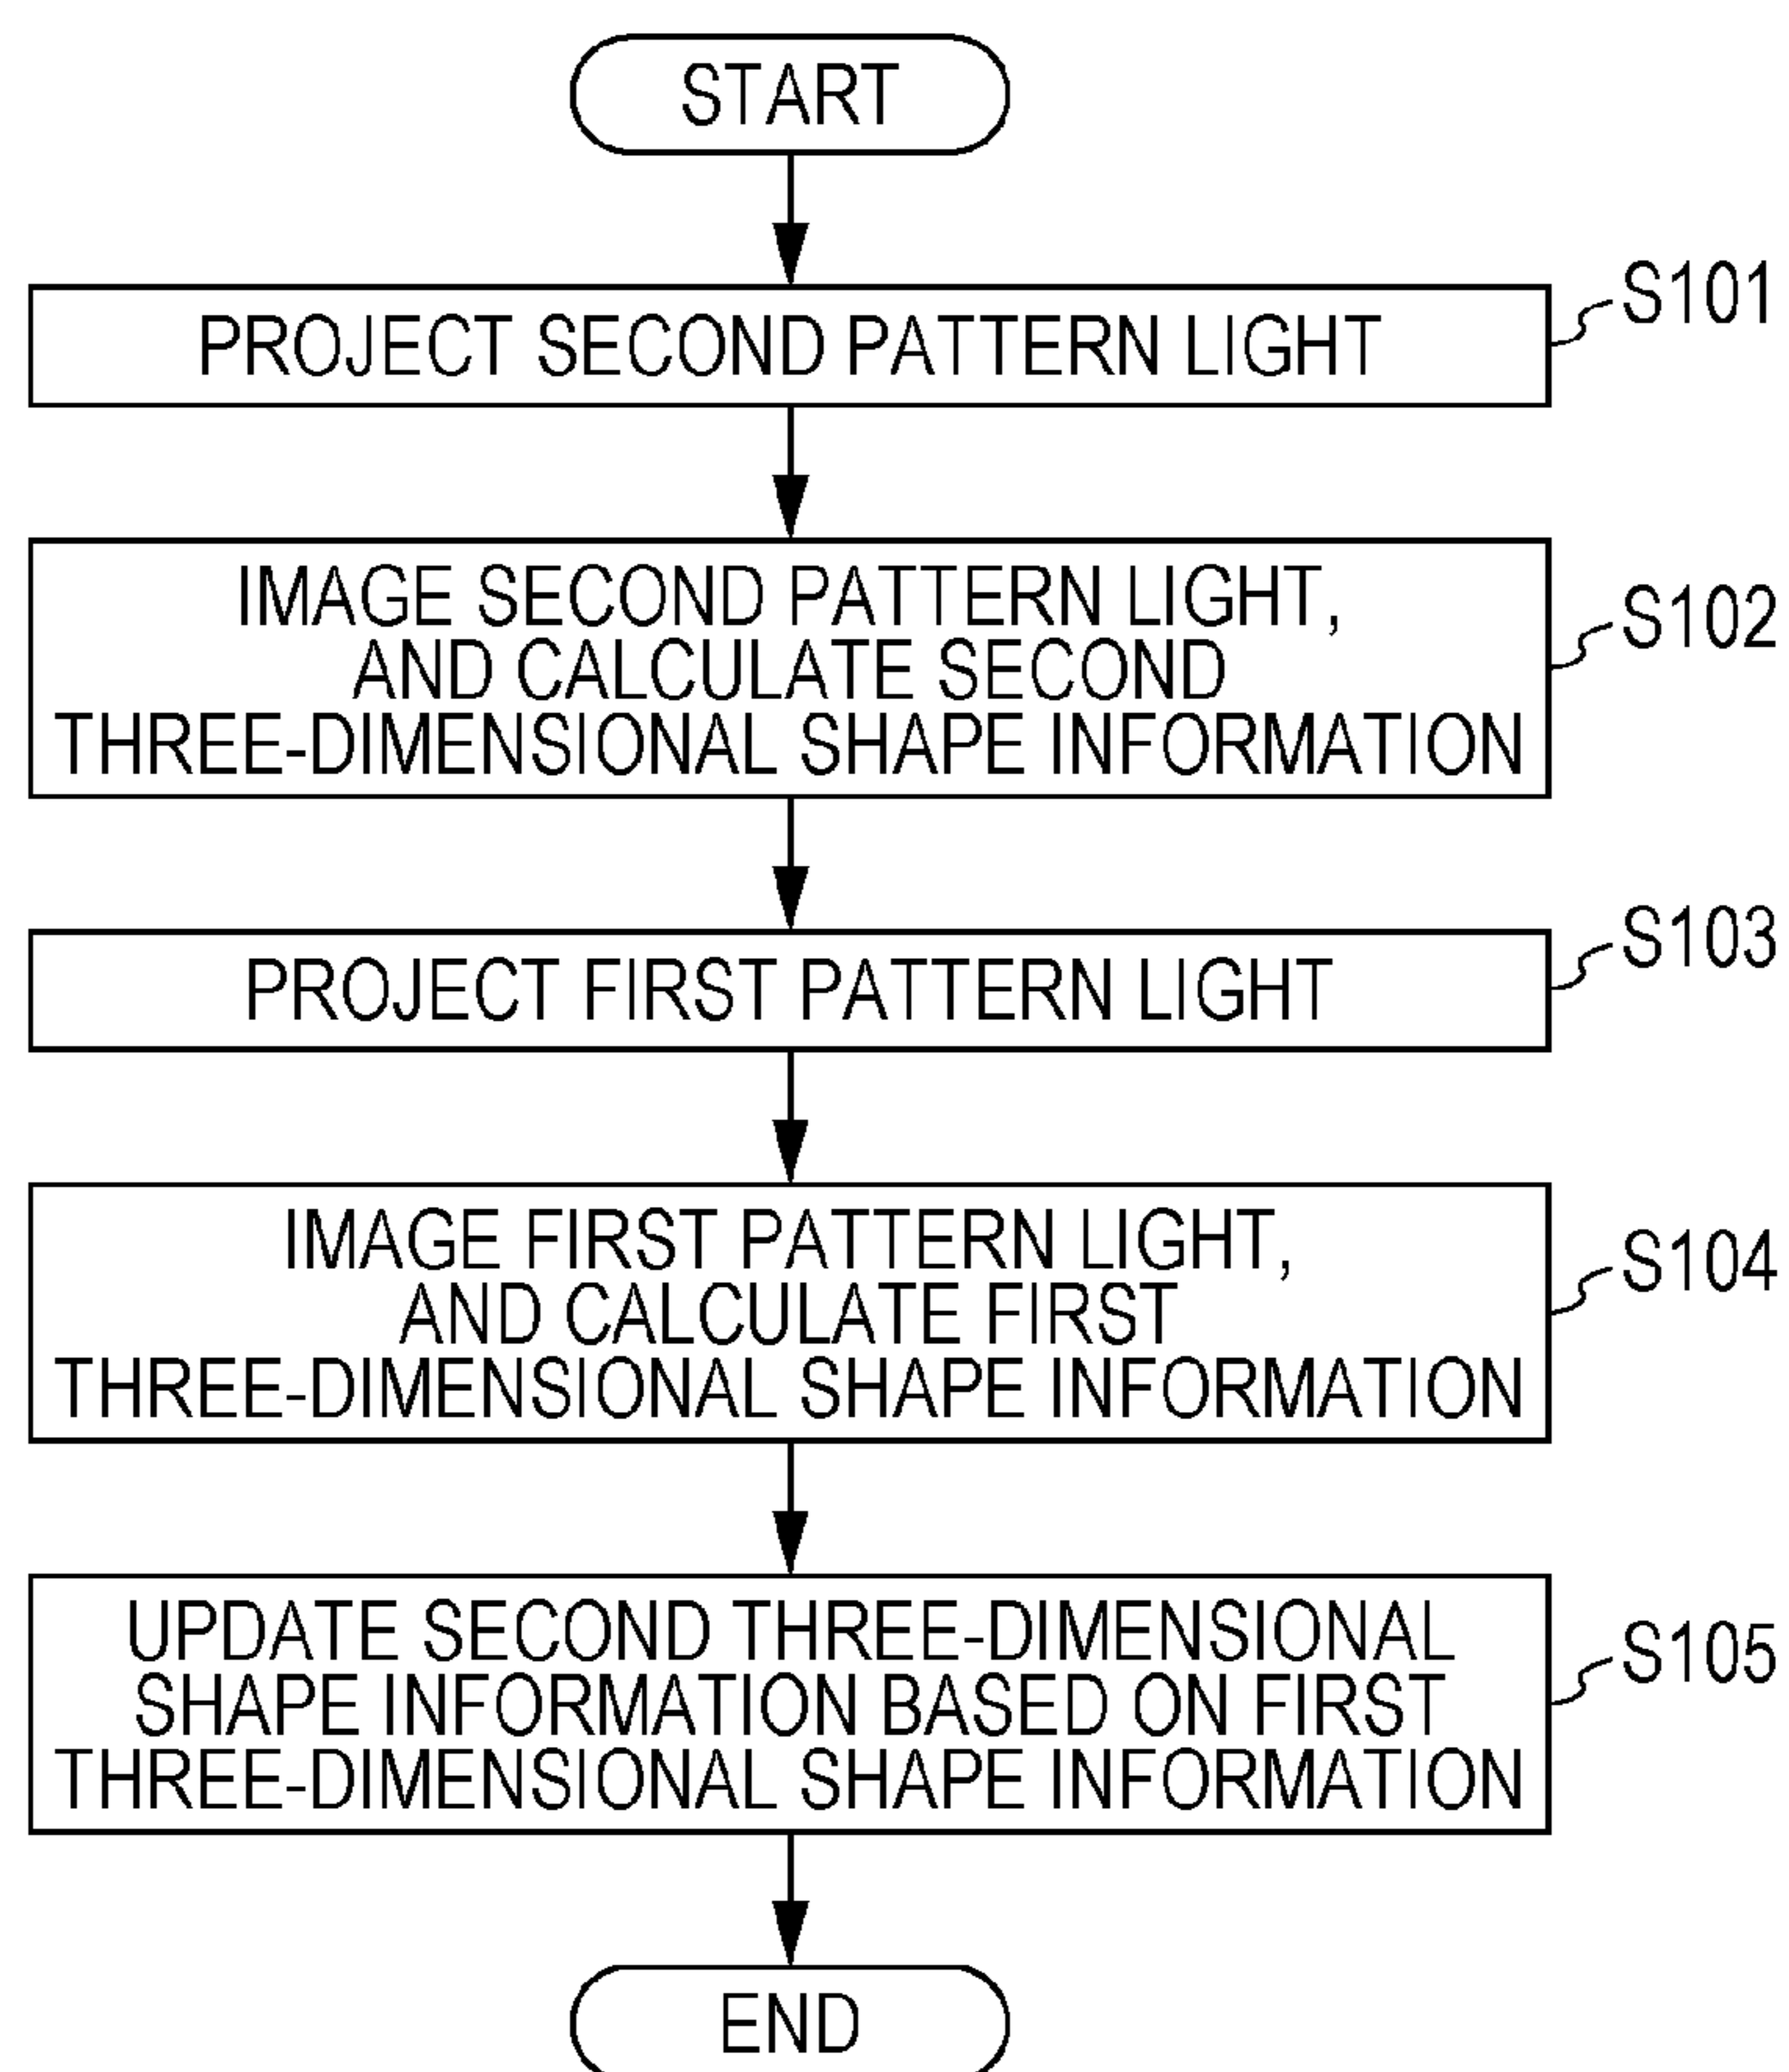 START
PROJECT SECOND PATTERN LIGHT
S101
IMAGE SECOND PATTERN LIGHT,
AND CALCULATE SECOND
THREE-DIMENSIONAL SHAPE INFORMATION
S102
PROJECT FIRST PATTERN LIGHT
S103
IMAGE FIRST PATTERN LIGHT,
AND CALCULATE FIRST
THREE-DIMENSIONAL SHAPE INFORMATION
S104
UPDATE SECOND THREE-DIMENSIONAL
SHAPE INFORMATION BASED ON FIRST
THREE-DIMENSIONAL SHAPE INFORMATION
S105
END